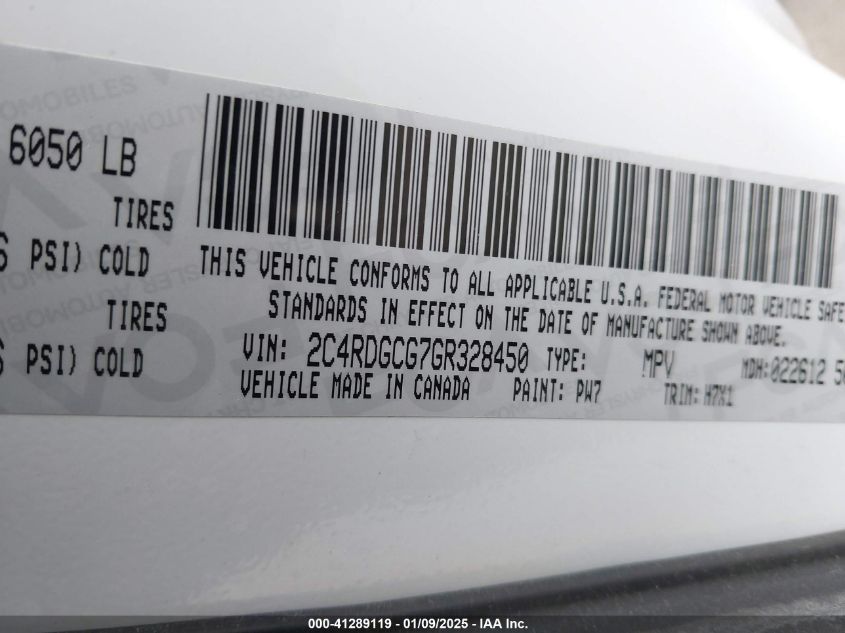 6050 LB
TIRES
PSI) COLD
TIRES
PSI) COLD
THIS VEHICLE CONFORMS TO ALL APPLICABLE U.S.A. FEDERAL MOTOR VEHICLE SAFE
STANDARDS IN EFFECT ON THE DATE OF MANUFACTURE SHOWN ABOVE.
VIN: 2C4RDGCG7GR328450 TYPE: MPV MDH:022612
VEHICLE MADE IN CANADA PAINT: PW7 TRIM: H7X1
000-41289119 - 01/09/2025 - IAA Inc.